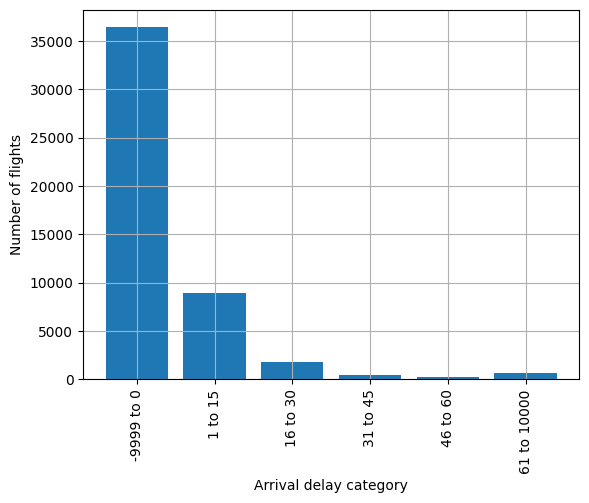 35000
30000
25000
20000
15000
10000
5000
0
Number of flights
-9999 to 0
1 to 15
16 to 30
31 to 45
46 to 60
61 to 10000
Arrival delay category